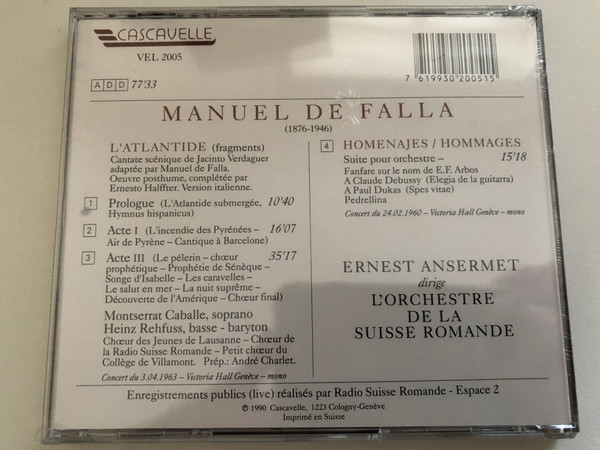 CASCAVELLE
VEL 2005
7 619930 200515
A D D 77'33
MANUEL DE FALLA
(1876-1946)
L'ATLANTIDE (fragments)
Cantate scénique de Jacinto Verdaguer
adaptée par Manuel de Falla.
Oeuvre posthume, complétée par
Ernesto Halffter. Version italienne.
1 Prologue (L'Atlantide submergée, 10'40
Hymnus hispanicus)
2 Acte I (L'incendie des Pyrénées – 16'07
Air de Pyrène – Cantique à Barcelone)
3 Acte III (Le pélerin – chœur 35'17
prophétique – Prophétie de Sénèque –
Songe d'Isabelle – Les caravelles –
Le salut en mer – La nuit suprême –
Découverte de l'Amérique – Chœur final)
Montserrat Caballe, soprano
Heinz Rehfuss, basse - baryton
Chœur des Jeunes de Lausanne – Chœur de
la Radio Suisse Romande – Petit chœur du
Collège de Villamont. Prép.: André Charlet.
Concert du 3.04.1963 – Victoria Hall Genève – mono
4 HOMENAJES / HOMMAGES
Suite pour orchestre – 15'18
Fanfare sur le nom de E.F. Arbos
A Claude Debussy (Elegia de la guitarra)
A Paul Dukas (Spes vitae)
Pedrellina
Concert du 24.02.1960 – Victoria Hall Genève – mono
ERNEST ANSERMET
dirige
L'ORCHESTRE
DE LA
SUISSE ROMANDE
Enregistrements publics (live) réalisés par Radio Suisse Romande - Espace 2
℗ 1990 Cascavelle, 1223 Cologny-Genève
Imprimé en Suisse